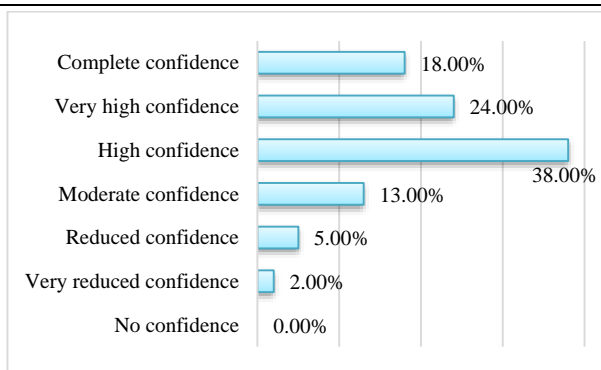 Complete confidence 18.00%
Very high confidence 24.00%
High confidence 38.00%
Moderate confidence 13.00%
Reduced confidence 5.00%
Very reduced confidence 2.00%
No confidence 0.00%